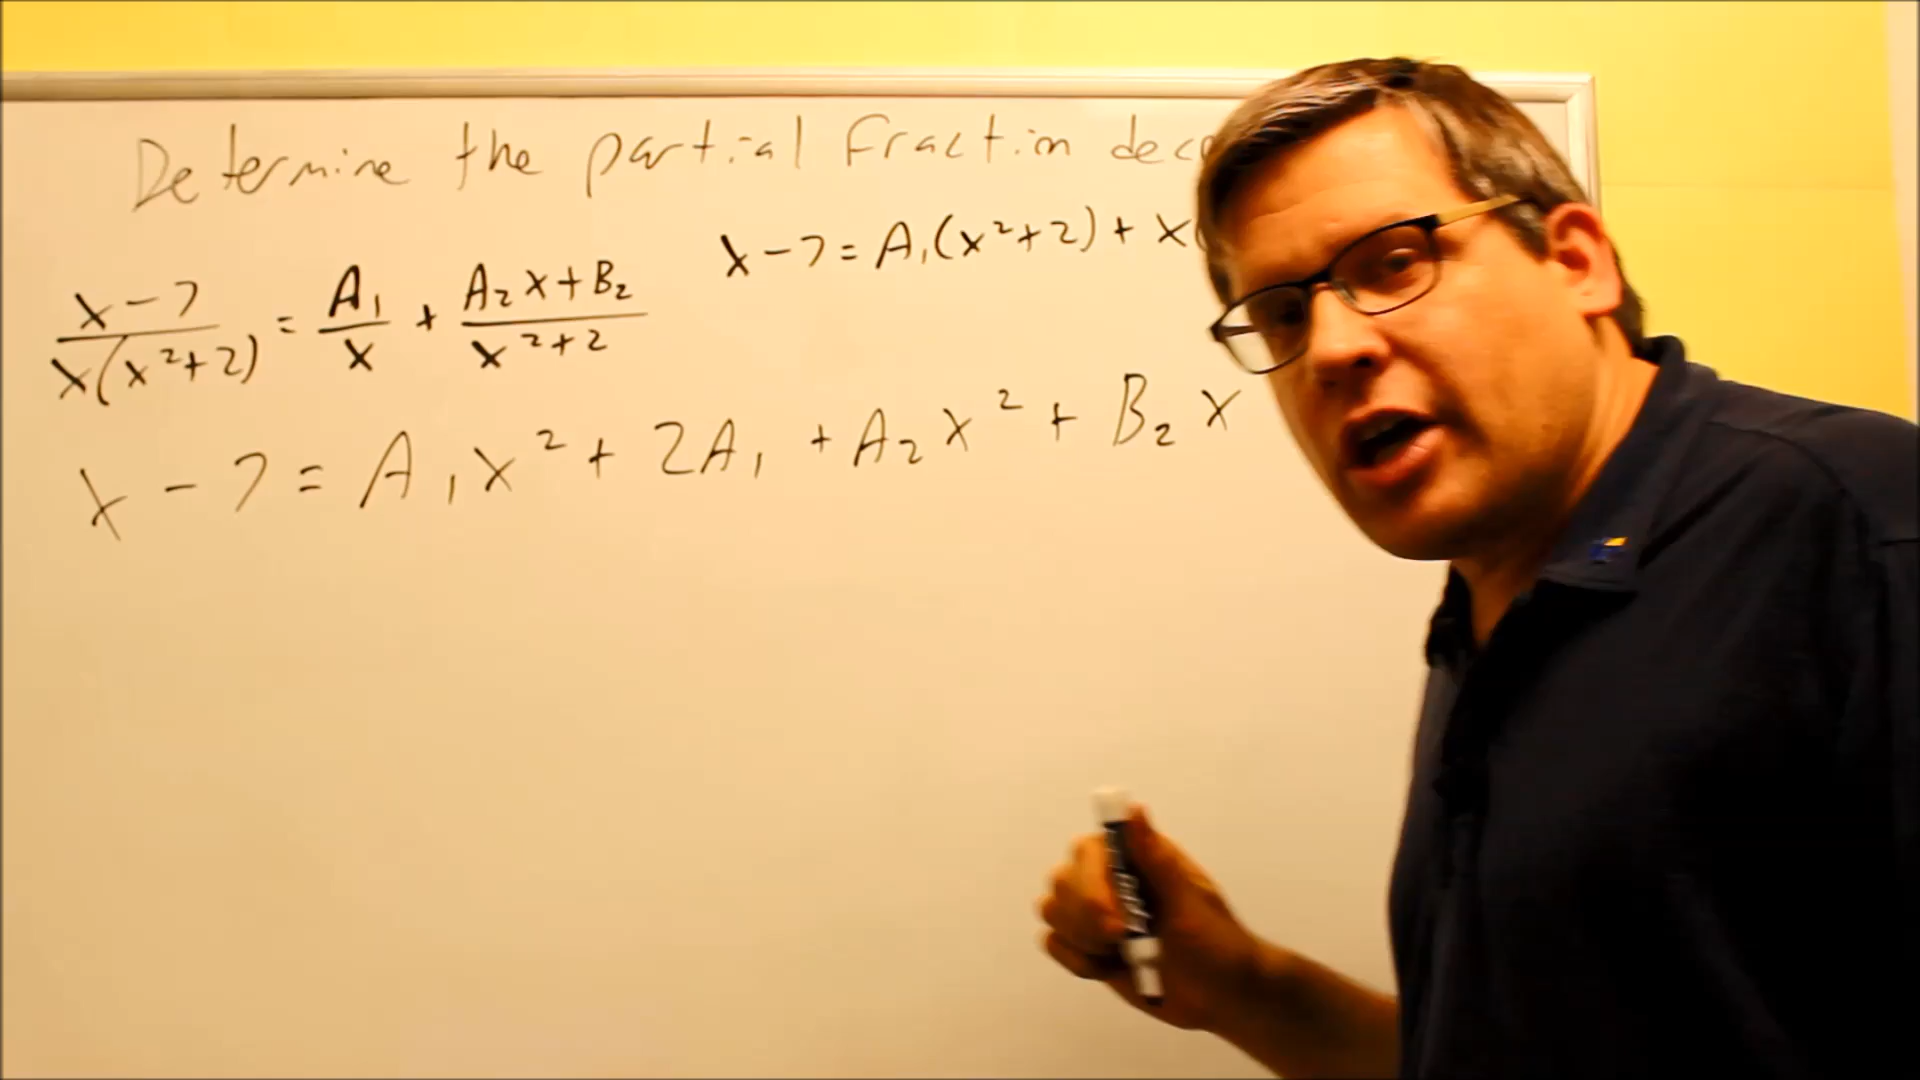 Determine the partial fraction dec
x-7/x(x²+2) = A₁/x + (A₂x+B₂)/(x²+2)
x-7=A₁(x²+2)+x(
x-7=A₁x²+2A₁+A₂x²+B₂x